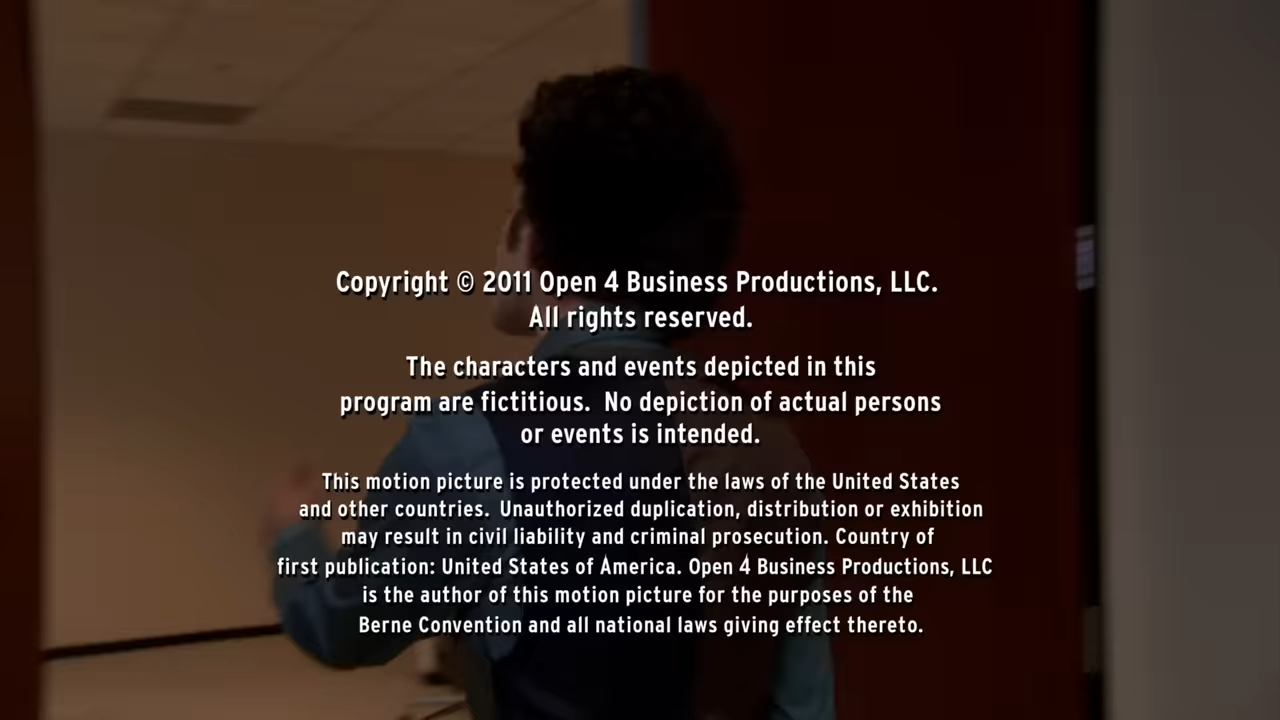 Copyright © 2011 Open 4 Business Productions, LLC.
All rights reserved.
The characters and events depicted in this
program are fictitious. No depiction of actual persons
or events is intended.
This motion picture is protected under the laws of the United States
and other countries. Unauthorized duplication, distribution or exhibition
may result in civil liability and criminal prosecution. Country of
first publication: United States of America. Open 4 Business Productions, LLC
is the author of this motion picture for the purposes of the
Berne Convention and all national laws giving effect thereto.